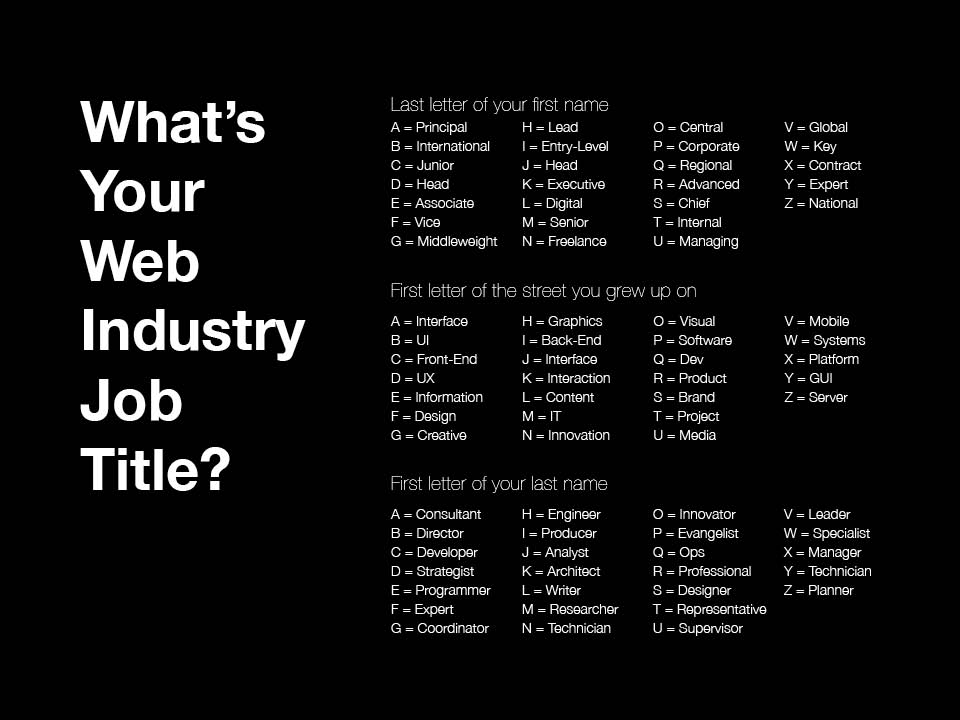 What's
Your
Web
Industry
Job
Title?
Last letter of your first name
A = Principal
B = International
C = Junior
D = Head
E = Associate
F = Vice
G = Middleweight
H = Lead
I = Entry-Level
J = Head
K = Executive
L = Digital
M = Senior
N = Freelance
O = Central
P = Corporate
Q = Regional
R = Advanced
S = Chief
T = Internal
U = Managing
V = Global
W = Key
X = Contract
Y = Expert
Z = National
First letter of the street you grew up on
A = Interface
B = UI
C = Front-End
D = UX
E = Information
F = Design
G = Creative
H = Graphics
I = Back-End
J = Interface
K = Interaction
L = Content
M = IT
N = Innovation
O = Visual
P = Software
Q = Dev
R = Product
S = Brand
T = Project
U = Media
V = Mobile
W = Systems
X = Platform
Y = GUI
Z = Server
First letter of your last name
A = Consultant
B = Director
C = Developer
D = Strategist
E = Programmer
F = Expert
G = Coordinator
H = Engineer
I = Producer
J = Analyst
K = Architect
L = Writer
M = Researcher
N = Technician
O = Innovator
P = Evangelist
Q = Ops
R = Professional
S = Designer
T = Representative
U = Supervisor
V = Leader
W = Specialist
X = Manager
Y = Technician
Z = Planner